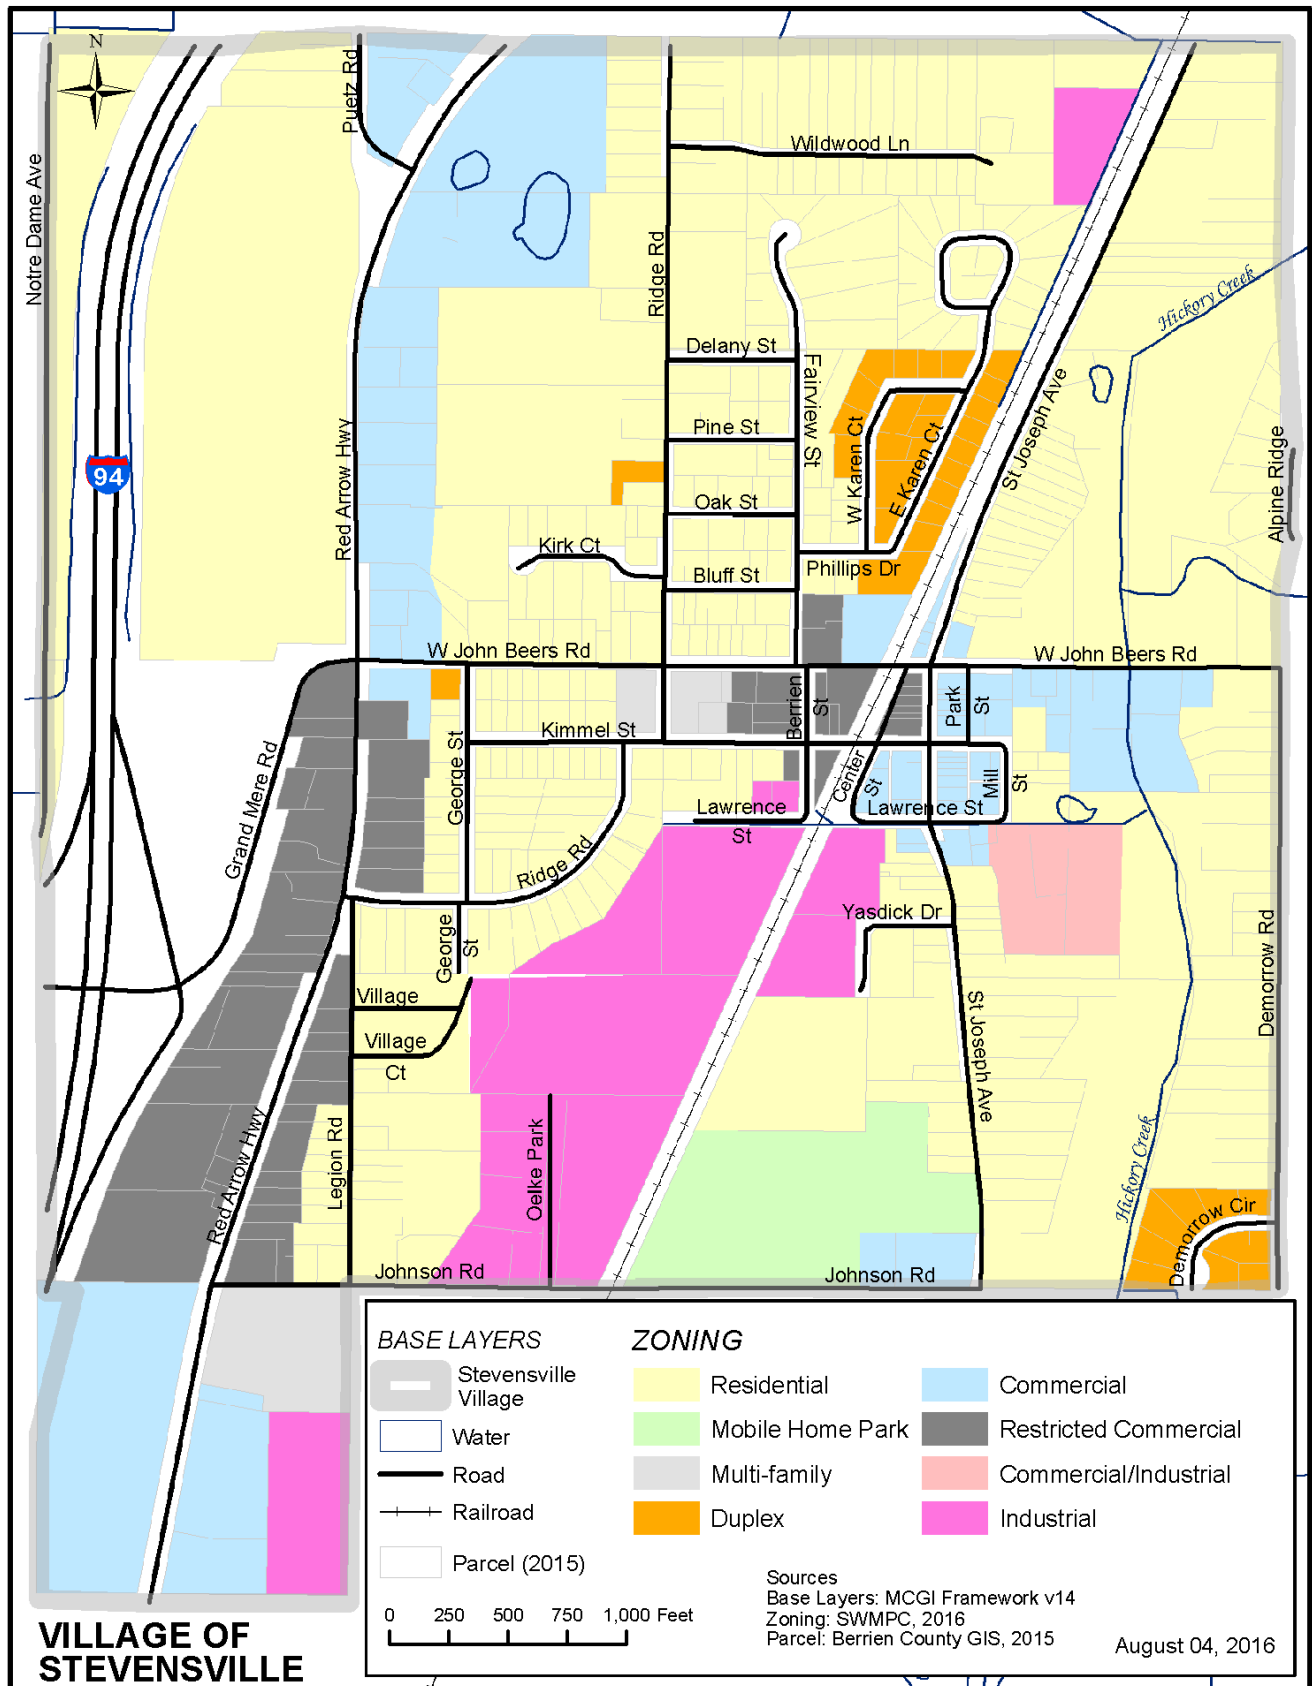 N
Puetz Rd
Wildwood Ln
Notre Dame Ave
Ridge Rd
Hickory Creek
Delany St
Fairview St
Red Arrow Hwy
Pine St
W Karen Ct
E Karen Ct
St Joseph Ave
94
Alpine Ridge
Oak St
Kirk Ct
Bluff St
Phillips Dr
W John Beers Rd
W John Beers Rd
Berrien
St
Park
St
Kimmel St
George St
Grand Mere Rd
Center
St
Mill
St
Lawrence
St
Lawrence St
Ridge Rd
Yasdick Dr
George
St
Demorrow Rd
Village
Village
Ct
St Joseph Ave
Legion Rd
Red Arrow Hwy
Oelke Park
Hickory Creek
Demorrow Cir
Johnson Rd
Johnson Rd
BASE LAYERS
Stevensville
Village
Water
Road
Railroad
Parcel (2015)
0 250 500 750 1,000 Feet
ZONING
Residential
Mobile Home Park
Multi-family
Duplex
Commercial
Restricted Commercial
Commercial/Industrial
Industrial
Sources
Base Layers: MCGI Framework v14
Zoning: SWMPC, 2016
Parcel: Berrien County GIS, 2015
August 04, 2016
VILLAGE OF
STEVENSVILLE